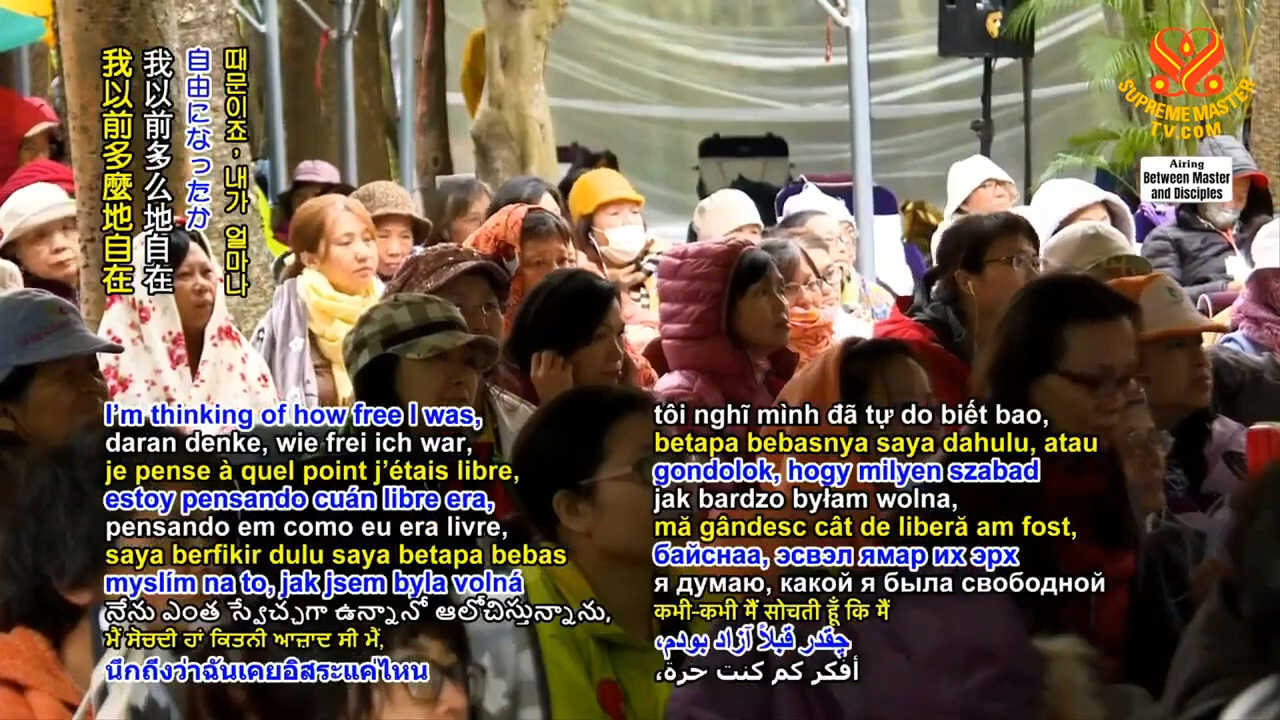 때문이죠, 내가 얼마나
自由になったか
我以前多么地自在
我以前多麼地自在
SUPREME MASTER
TV.COM
Airing
Between Master
and Disciples
I'm thinking of how free I was,
daran denke, wie frei ich war,
je pense à quel point j'étais libre,
estoy pensando cuán libre era,
pensando em como eu era livre,
saya berfikir dulu saya betapa bebas
myslím na to, jak jsem byla volná
నేను ఎంత స్వేచ్ఛగా ఉన్నానో ఆలోచిస్తున్నాను,
ਮੈਂ ਸੋਚਦੀ ਹਾਂ ਕਿਤਨੀ ਆਜ਼ਾਦ ਸੀ ਮੈਂ,
นึกถึงว่าฉันเคยอิสระแค่ไหน
tôi nghĩ mình đã tự do biết bao,
betapa bebasnya saya dahulu, atau
gondolok, hogy milyen szabad
jak bardzo byłam wolna,
mă gândesc cât de liberă am fost,
байснаа, эсвэл ямар их эрх
я думаю, какой я была свободной
कभी-कभी मैं सोचती हूँ कि मैं
چقدر قبلاً آزاد بودم،
أفكر كم كنت حرة،